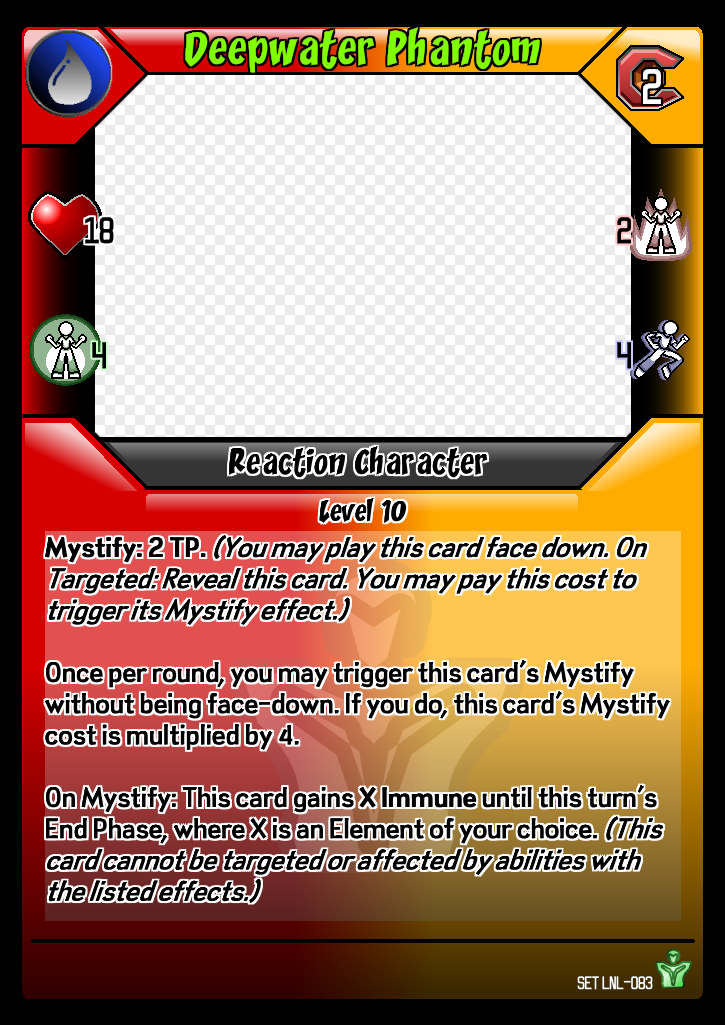 Deepwater Phantom
2
18
2
4
4
Reaction Character
Level 10
Mystify: 2 TP. (You may play this card face down. On
Targeted: Reveal this card. You may pay this cost to
trigger its Mystify effect.)
Once per round, you may trigger this card's Mystify
without being face-down. If you do, this card's Mystify
cost is multiplied by 4.
On Mystify: This card gains X Immune until this turn's
End Phase, where X is an Element of your choice. (This
card cannot be targeted or affected by abilities with
the listed effects.)
SET LNL-083